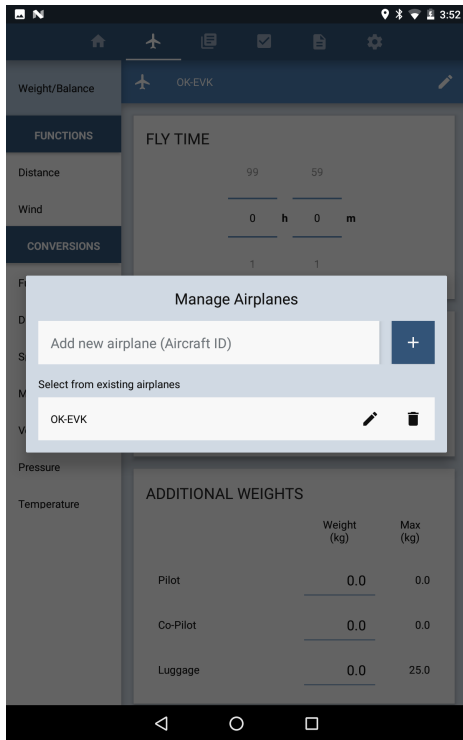 3:52
Weight/Balance
OK-EVK
FUNCTIONS
Distance
Wind
CONVERSIONS
FLY TIME
99 59
0 h 0 m
1 1
Manage Airplanes
Add new airplane (Aircraft ID)
+
Select from existing airplanes
OK-EVK
Pressure
Temperature
ADDITIONAL WEIGHTS
Weight (kg)
Max (kg)
Pilot 0.0 0.0
Co-Pilot 0.0 0.0
Luggage 0.0 25.0